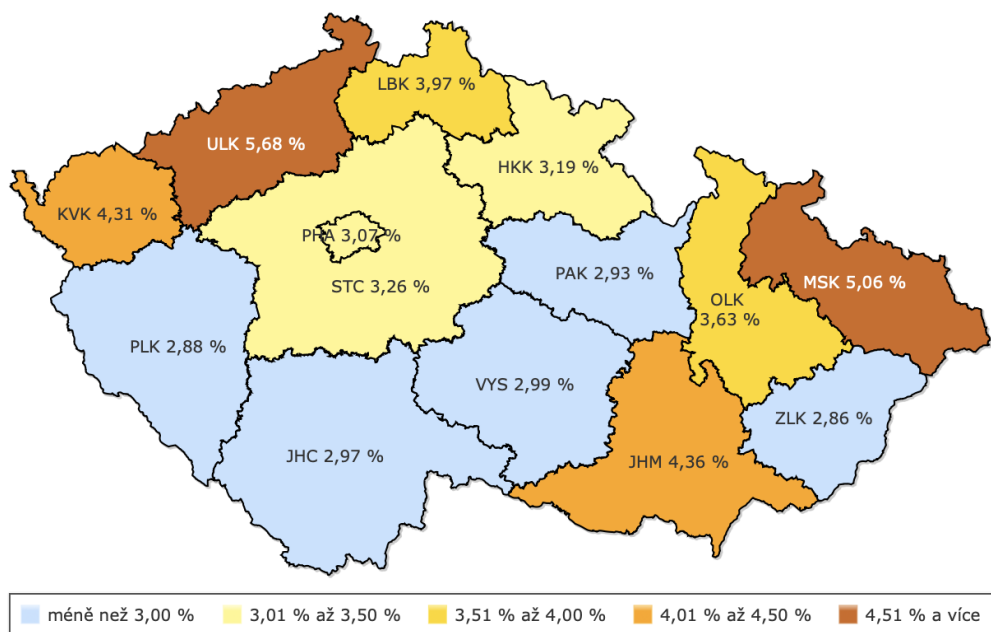 LBK 3,97 %
ULK 5,68 %
HKK 3,19 %
KVK 4,31 %
PHA 3,07 %
PAK 2,93 %
STC 3,26 %
MSK 5,06 %
OLK
3,63 %
PLK 2,88 %
VYS 2,99 %
ZLK 2,86 %
JHC 2,97 %
JHM 4,36 %
méně než 3,00 % 3,01 % až 3,50 % 3,51 % až 4,00 % 4,01 % až 4,50 % 4,51 % a více